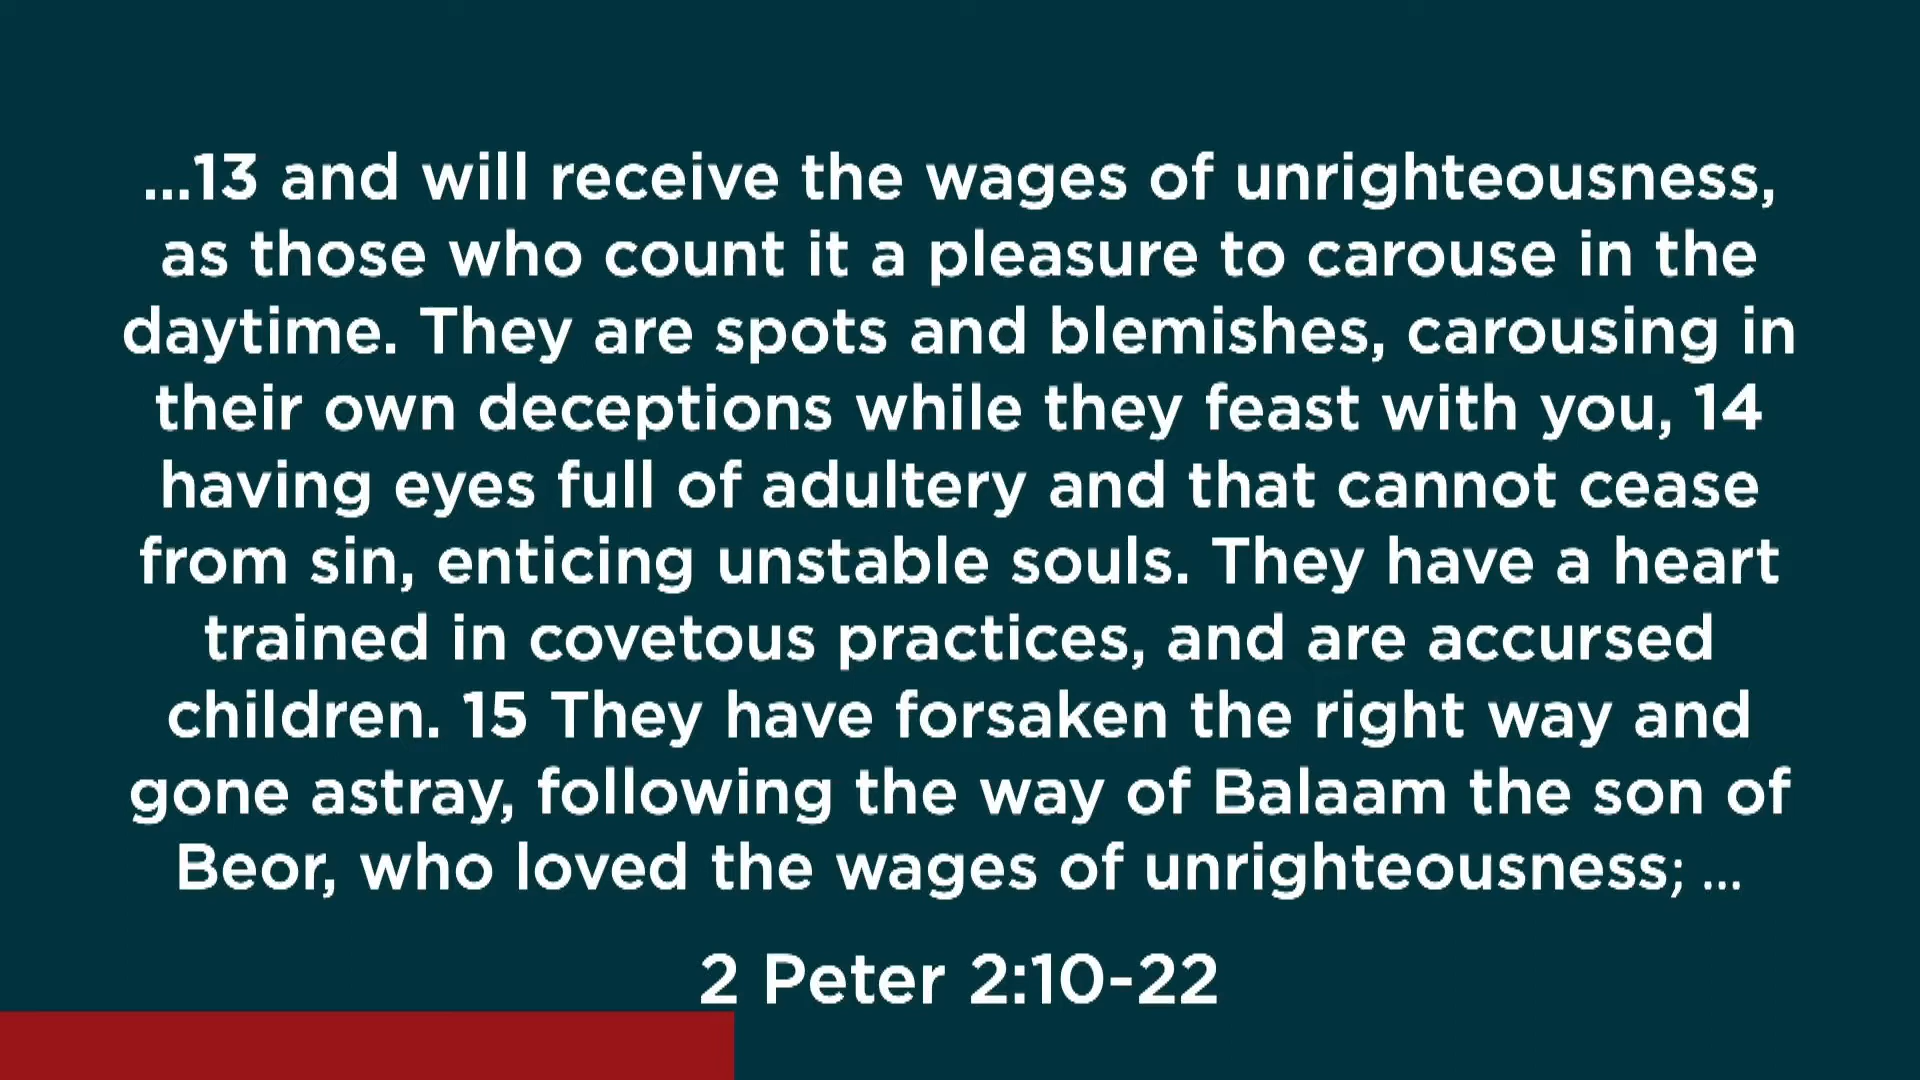 ...13 and will receive the wages of unrighteousness,
as those who count it a pleasure to carouse in the
daytime. They are spots and blemishes, carousing in
their own deceptions while they feast with you, 14
having eyes full of adultery and that cannot cease
from sin, enticing unstable souls. They have a heart
trained in covetous practices, and are accursed
children. 15 They have forsaken the right way and
gone astray, following the way of Balaam the son of
Beor, who loved the wages of unrighteousness; ...
2 Peter 2:10-22